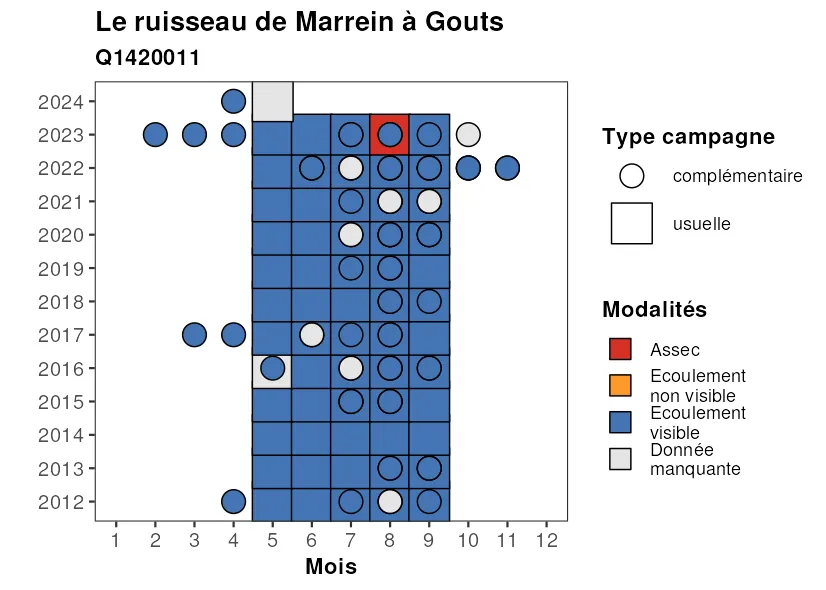 Le ruisseau de Marrein à Gouts
Q1420011
2024
2023
2022
2021
2020
2019
2018
2017
2016
2015
2014
2013
2012
1 2 3 4 5 6 7 8 9 10 11 12
Mois
Type campagne
complémentaire
usuelle
Modalités
Assec
Ecoulement
non visible
Ecoulement
visible
Donnée
manquante